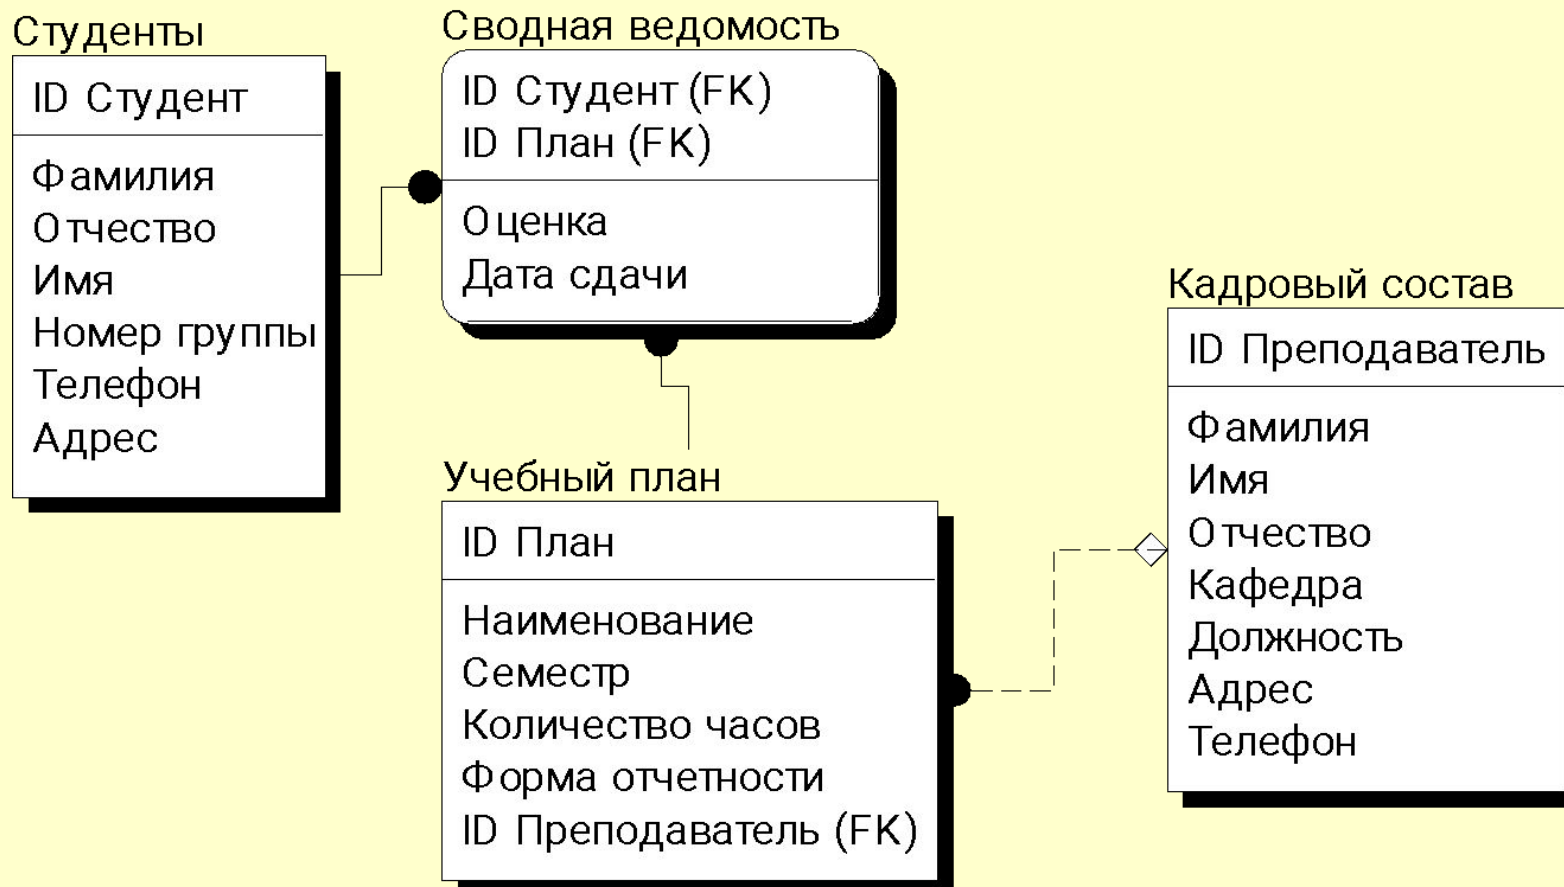 Студенты
ID Студент
Фамилия
Отчество
Имя
Номер группы
Телефон
Адрес
Сводная ведомость
ID Студент (FK)
ID План (FK)
Оценка
Дата сдачи
Учебный план
ID План
Наименование
Семестр
Количество часов
Форма отчетности
ID Преподаватель (FK)
Кадровый состав
ID Преподаватель
Фамилия
Имя
Отчество
Кафедра
Должность
Адрес
Телефон